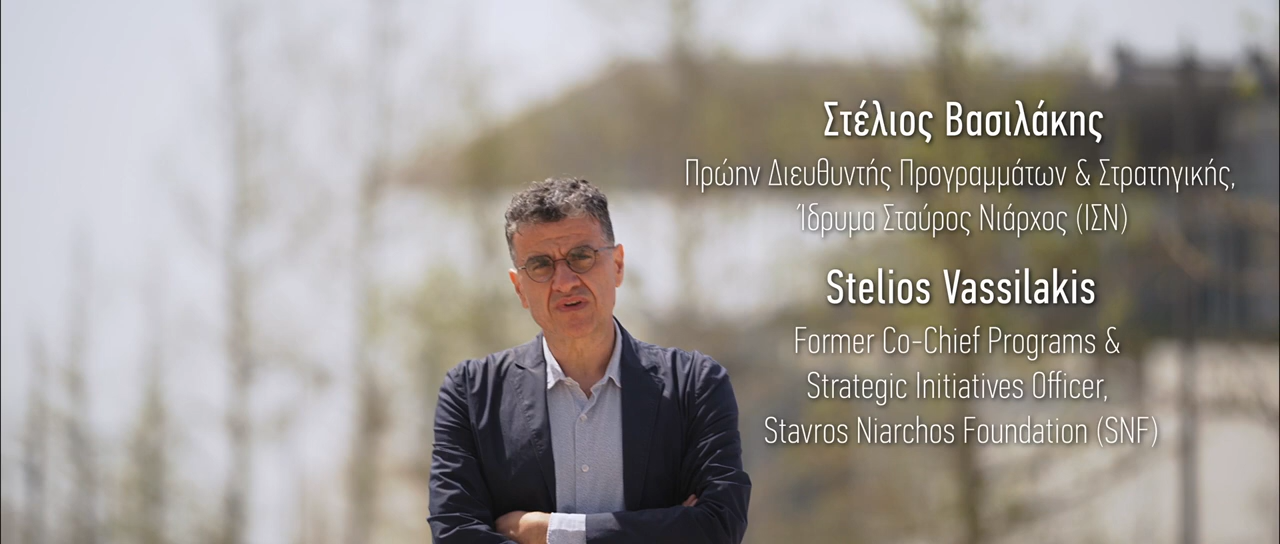 Στέλιος Βασιλάκης
Πρώην Διευθυντής Προγραμμάτων & Στρατηγικής,
Ίδρυμα Σταύρος Νιάρχος (ΙΣΝ)
Stelios Vassilakis
Former Co-Chief Programs &
Strategic Initiatives Officer,
Stavros Niarchos Foundation (SNF)